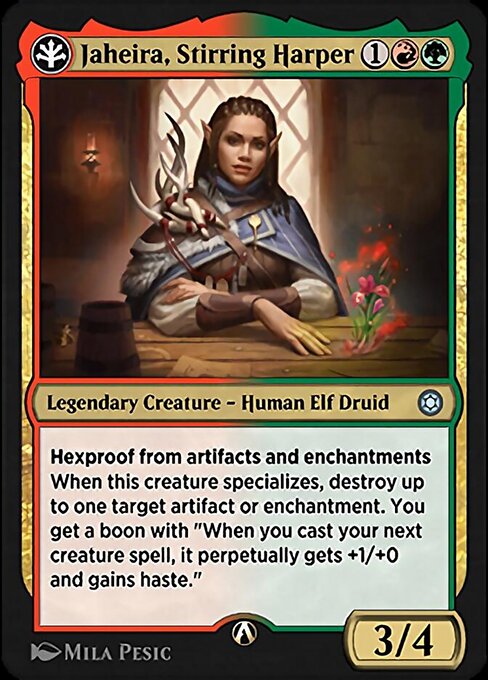 Jaheira, Stirring Harper 1
Legendary Creature – Human Elf Druid
Hexproof from artifacts and enchantments
When this creature specializes, destroy up
to one target artifact or enchantment. You
get a boon with "When you cast your next
creature spell, it perpetually gets +1/+0
and gains haste."
3/4
MILA PESIC